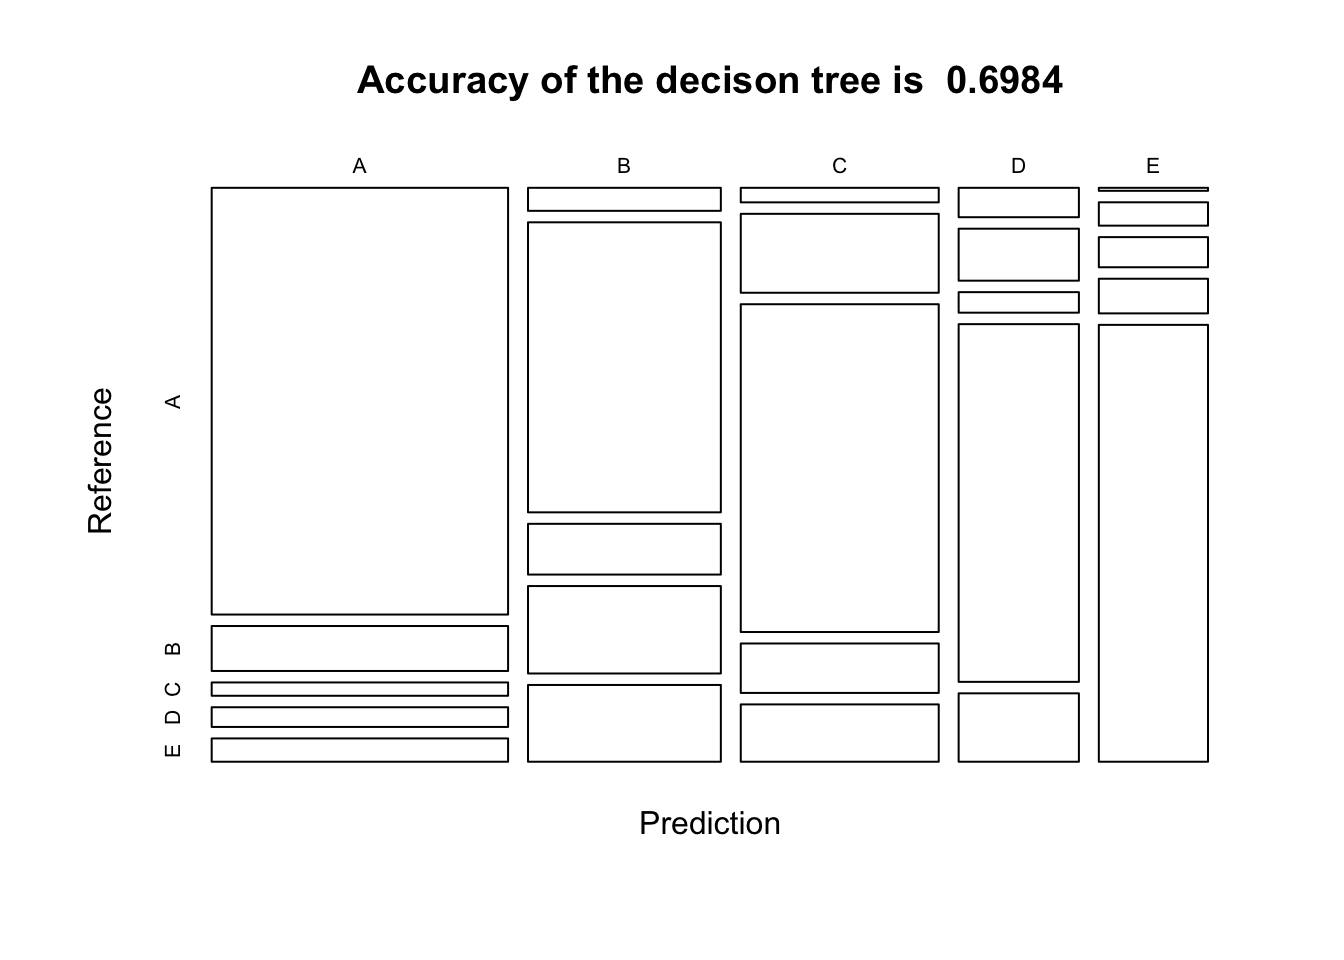 Accuracy of the decison tree is  0.6984
A B C D E
Reference
A
B
C
D
E
Prediction